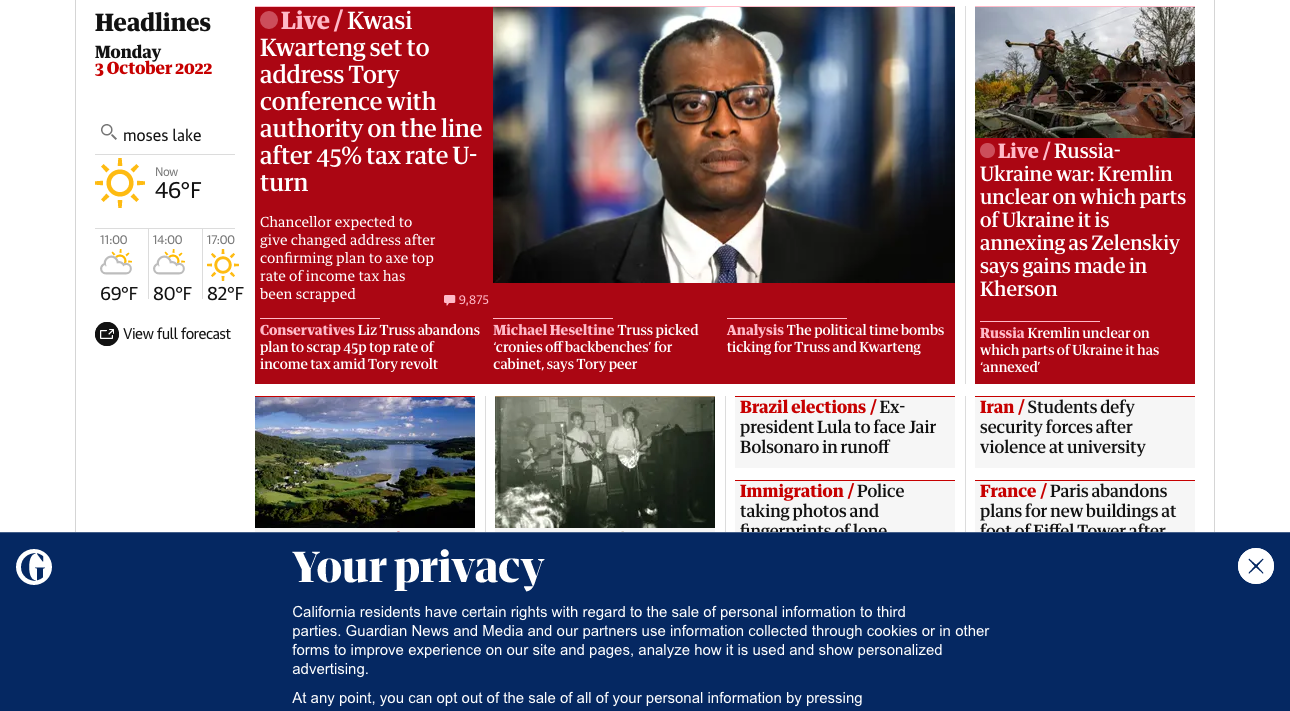 Headlines
Monday
3 October 2022
moses lake
Now
46°F
11:00
14:00
17:00
69°F
80°F
82°F
View full forecast
Live / Kwasi
Kwarteng set to
address Tory
conference with
authority on the line
after 45% tax rate U-
turn
Chancellor expected to
give changed address after
confirming plan to axe top
rate of income tax has
been scrapped
9,875
Conservatives Liz Truss abandons
plan to scrap 45p top rate of
income tax amid Tory revolt
Michael Heseltine Truss picked
‘cronies off backbenches’ for
cabinet, says Tory peer
Analysis The political time bombs
ticking for Truss and Kwarteng
Live / Russia-
Ukraine war: Kremlin
unclear on which parts
of Ukraine it is
annexing as Zelenskiy
says gains made in
Kherson
Russia Kremlin unclear on
which parts of Ukraine it has
‘annexed’
Brazil elections / Ex-
president Lula to face Jair
Bolsonaro in runoff
Iran / Students defy
security forces after
violence at university
Immigration / Police
taking photos and
fingerprints of lone
France / Paris abandons
plans for new buildings at
foot of Eiffel Tower after
G
Your privacy
California residents have certain rights with regard to the sale of personal information to third
parties. Guardian News and Media and our partners use information collected through cookies or in other
forms to improve experience on our site and pages, analyze how it is used and show personalized
advertising.
At any point, you can opt out of the sale of all of your personal information by pressing